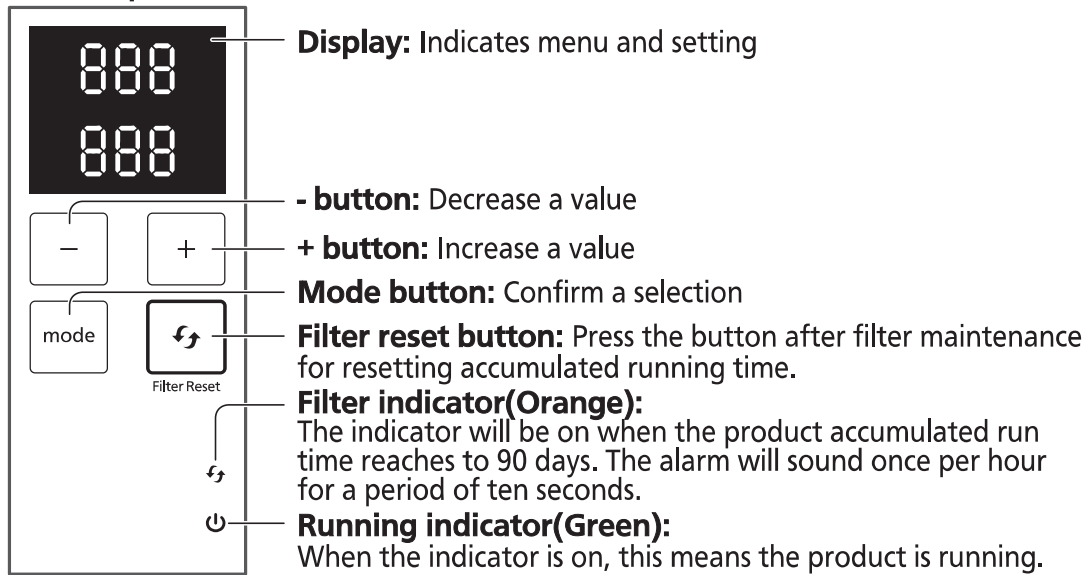 888
Display: Indicates menu and setting
888
- button: Decrease a value
− +
+ button: Increase a value
Mode button: Confirm a selection
mode
Filter reset button: Press the button after filter maintenance
for resetting accumulated running time.
Filter Reset
Filter indicator(Orange):
The indicator will be on when the product accumulated run
time reaches to 90 days. The alarm will sound once per hour
for a period of ten seconds.
Running indicator(Green):
When the indicator is on, this means the product is running.